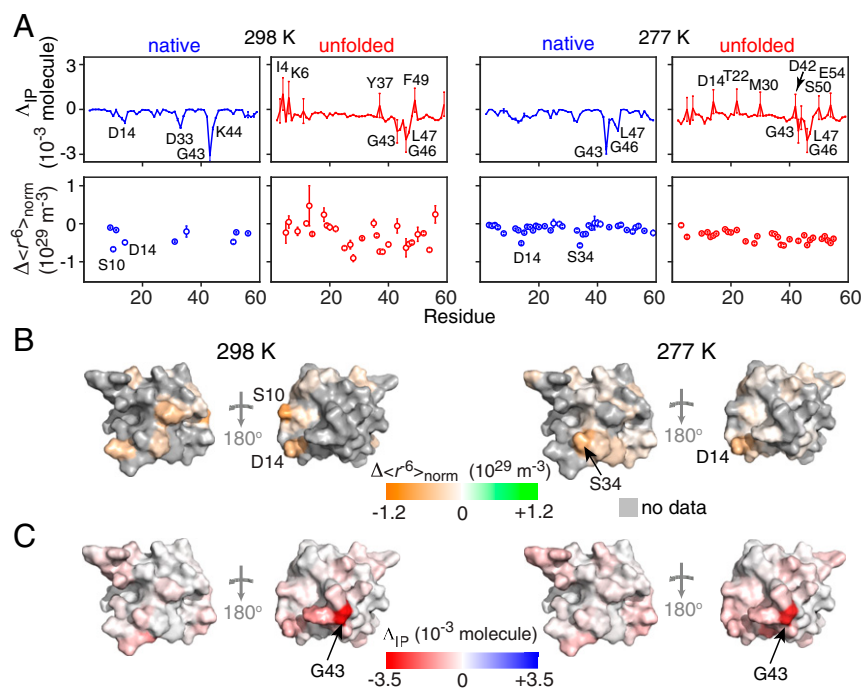 A
298 K
277 K
native
unfolded
native
unfolded
Λ_IP
(10⁻³ molecule)
3
0
-3
D14
D33
G43
K44
I4
K6
Y37
F49
G43
L47
G46
G43
L47
G46
D14
T22
M30
D42
S50
E54
G43
L47
G46
Δ<r⁶>_norm
(10²⁹ m⁻³)
1
0
-1
S10
D14
D14
S34
20
40
60
20
40
60
20
40
60
20
40
60
Residue
B
298 K
277 K
180°
S10
D14
180°
S34
D14
Δ<r⁶>_norm (10²⁹ m⁻³)
-1.2
0
+1.2
no data
C
180°
G43
180°
G43
Λ_IP (10⁻³ molecule)
-3.5
0
+3.5